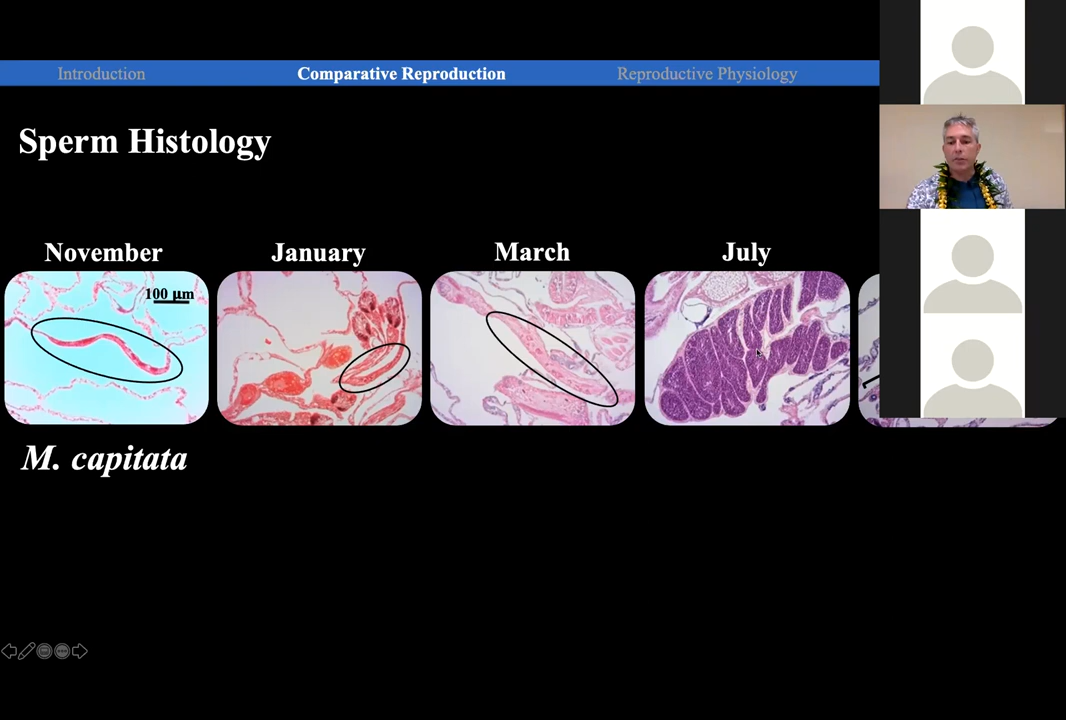 Introduction Comparative Reproduction Reproductive Physiology
Sperm Histology
November January March July
100 µm
M. capitata